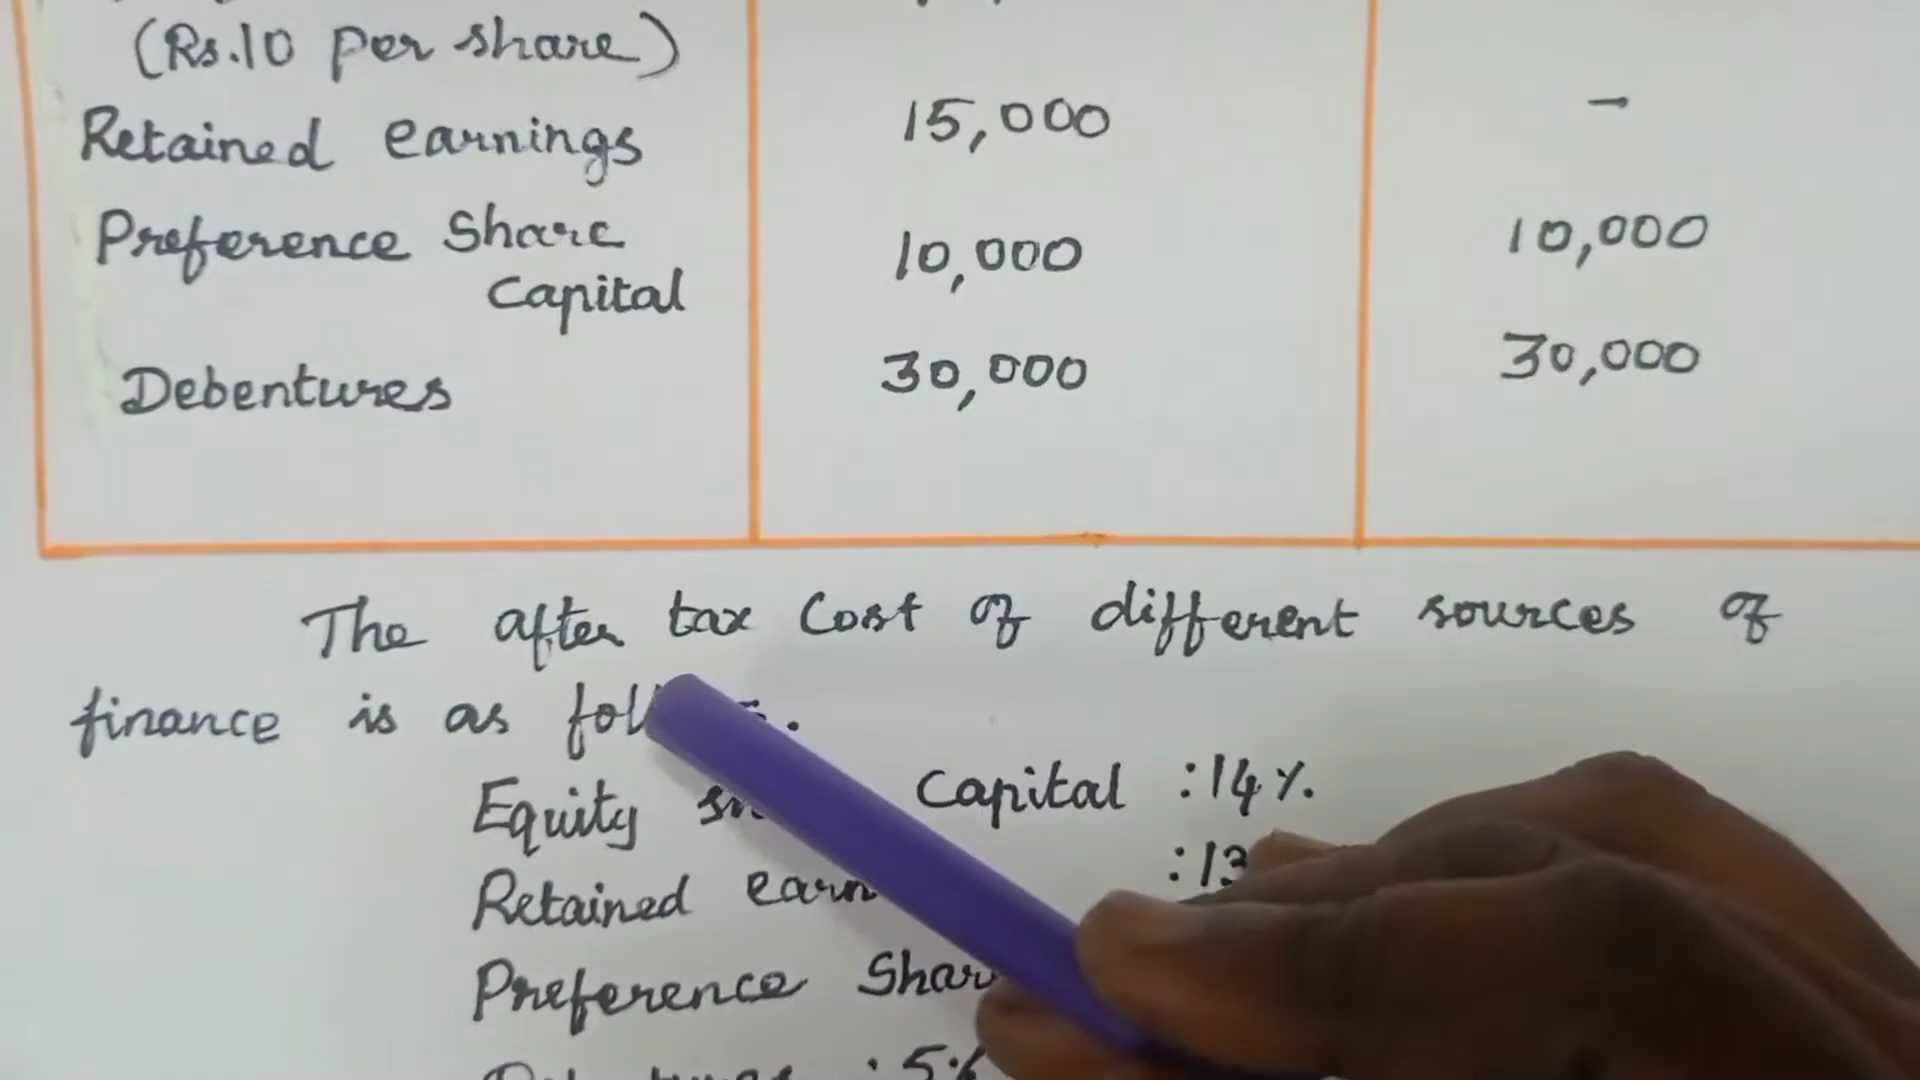 (Rs.10 per share)
Retained earnings 15,000 -
Preference Share 10,000 10,000
Capital
Debentures 30,000 30,000
The after tax Cost of different sources of
finance is as
Equity Capital :14%.
Retained :13
Preference